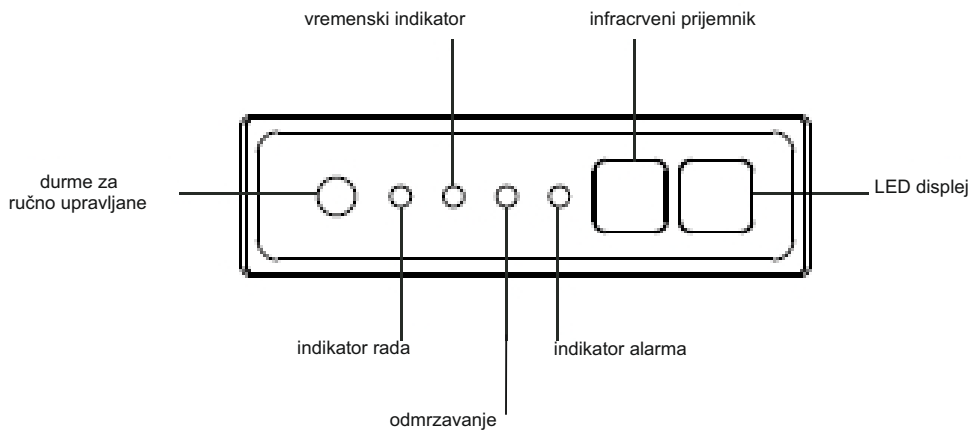 vremenski indikator
infracrveni prijemnik
durme za
ručno upravljane
LED displej
indikator rada
indikator alarma
odmrzavanje